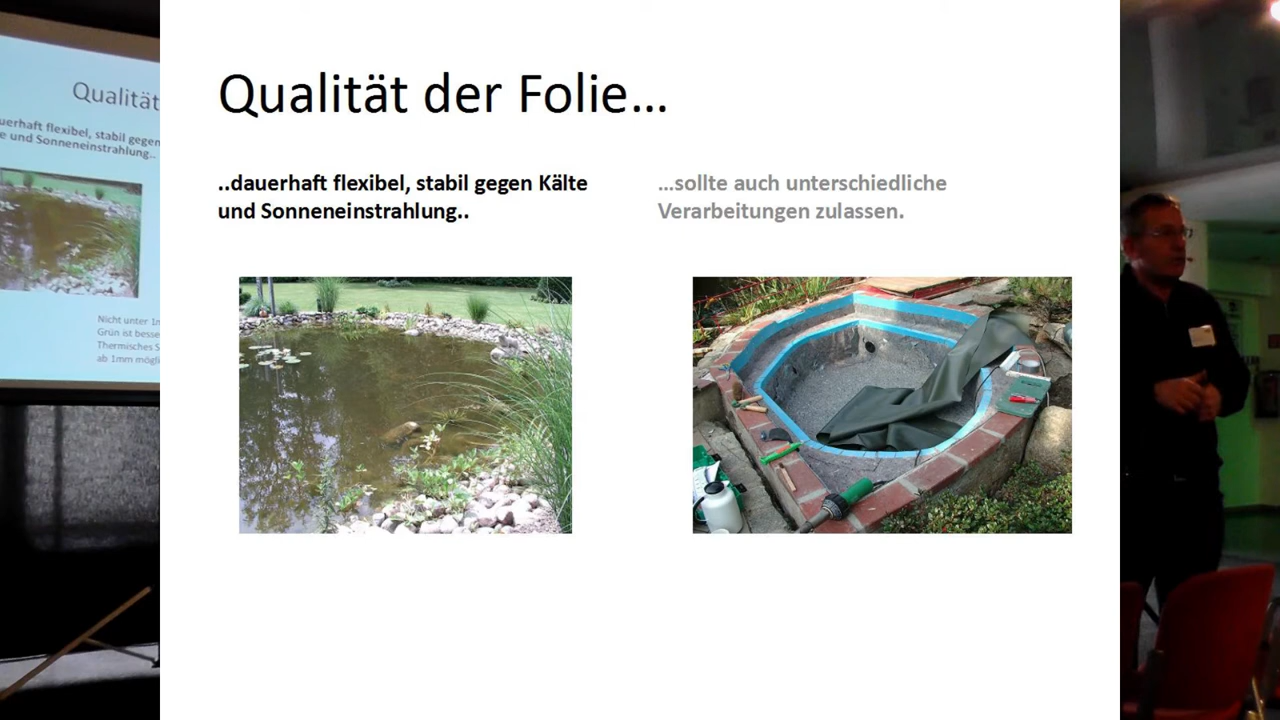 Qualität der Folie...
..dauerhaft flexibel, stabil gegen Kälte
und Sonneneinstrahlung..
...sollte auch unterschiedliche
Verarbeitungen zulassen.
Qualität
uerhaft flexibel, stabil gegen
e und Sonneneinstrahlung..
Nicht unter
Grün ist besse
Thermisches S
ab 1mm mögli